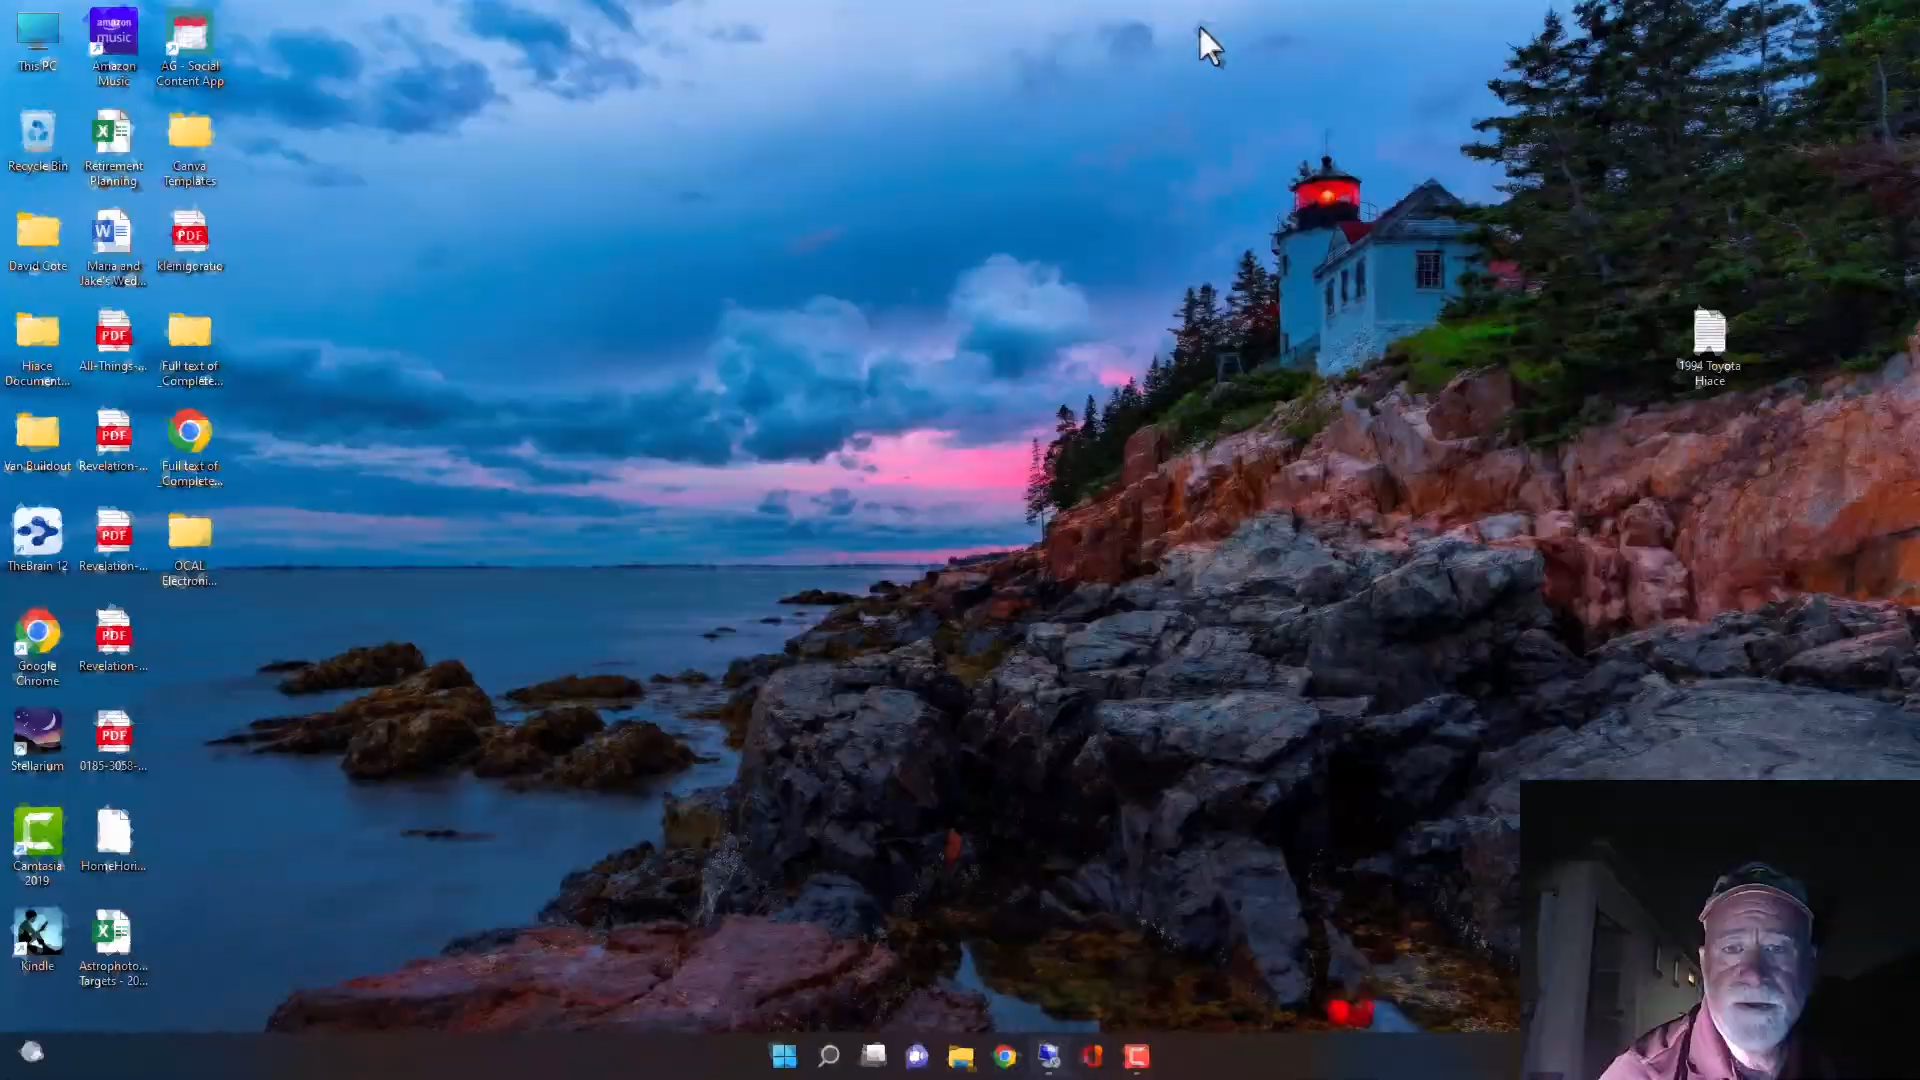 This PC
amazon
music
Amazon
Music
AG - Social
Content App
Recycle Bin
Retirement
Planning
Canva
Templates
David Cote
Maria and
Jake's Wed...
PDF
kleinigoratio
Hiace
Document...
PDF
All-Things-...
Full text of
_Complete...
Van Buildout
PDF
Revelation-...
Full text of
_Complete...
TheBrain 12
PDF
Revelation-...
OCAL
Electroni...
Google
Chrome
PDF
Revelation-...
Stellarium
PDF
0185-3058-...
Camtasia
2019
HomeHori...
Kindle
Astrophoto...
Targets - 20...
1994 Toyota
Hiace